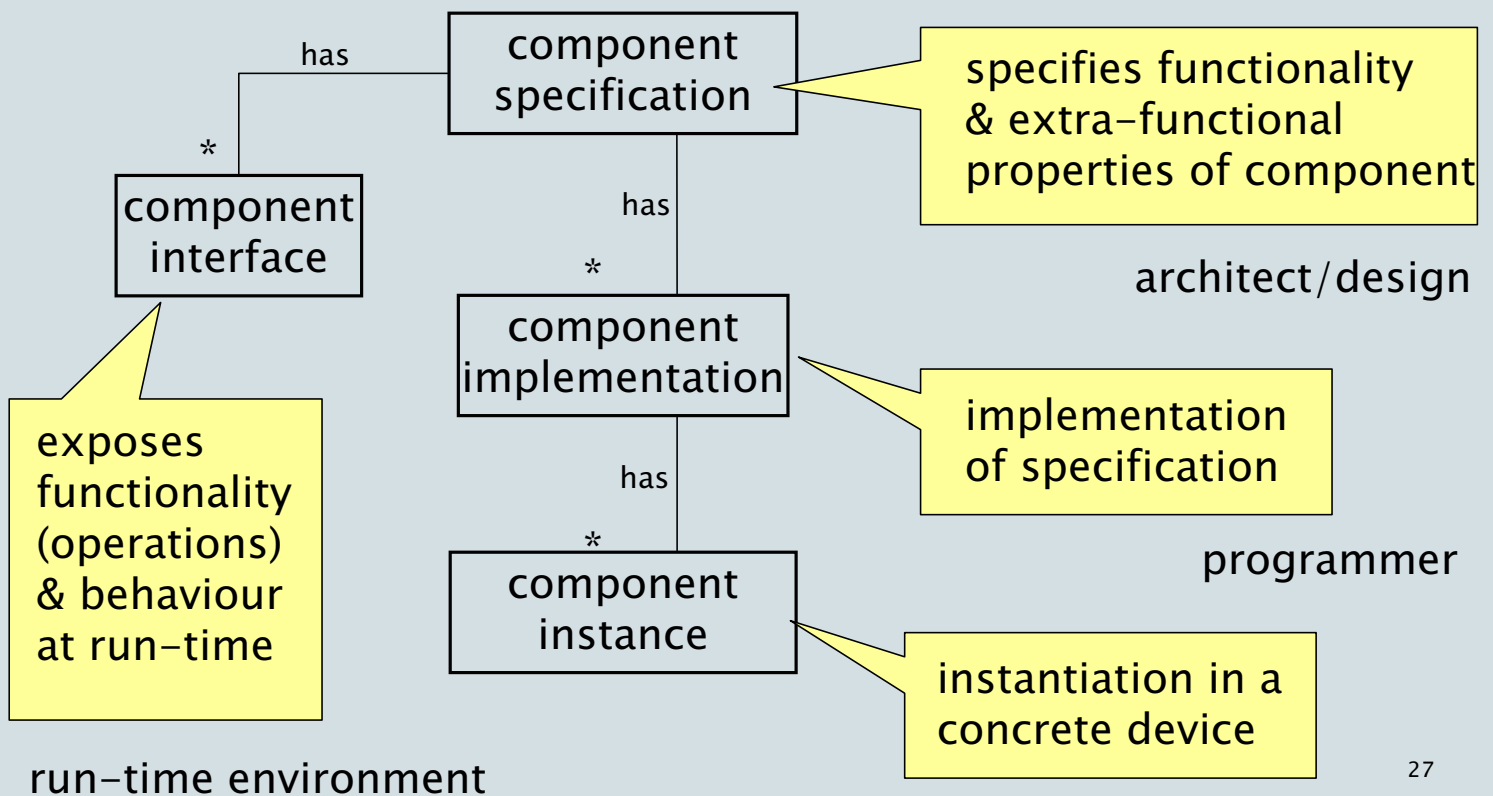 has
component
specification
specifies functionality
& extra-functional
properties of component
*
component
interface
has
*
architect/design
component
implementation
exposes
functionality
(operations)
& behaviour
at run-time
implementation
of specification
has
*
programmer
component
instance
instantiation in a
concrete device
run-time environment
27